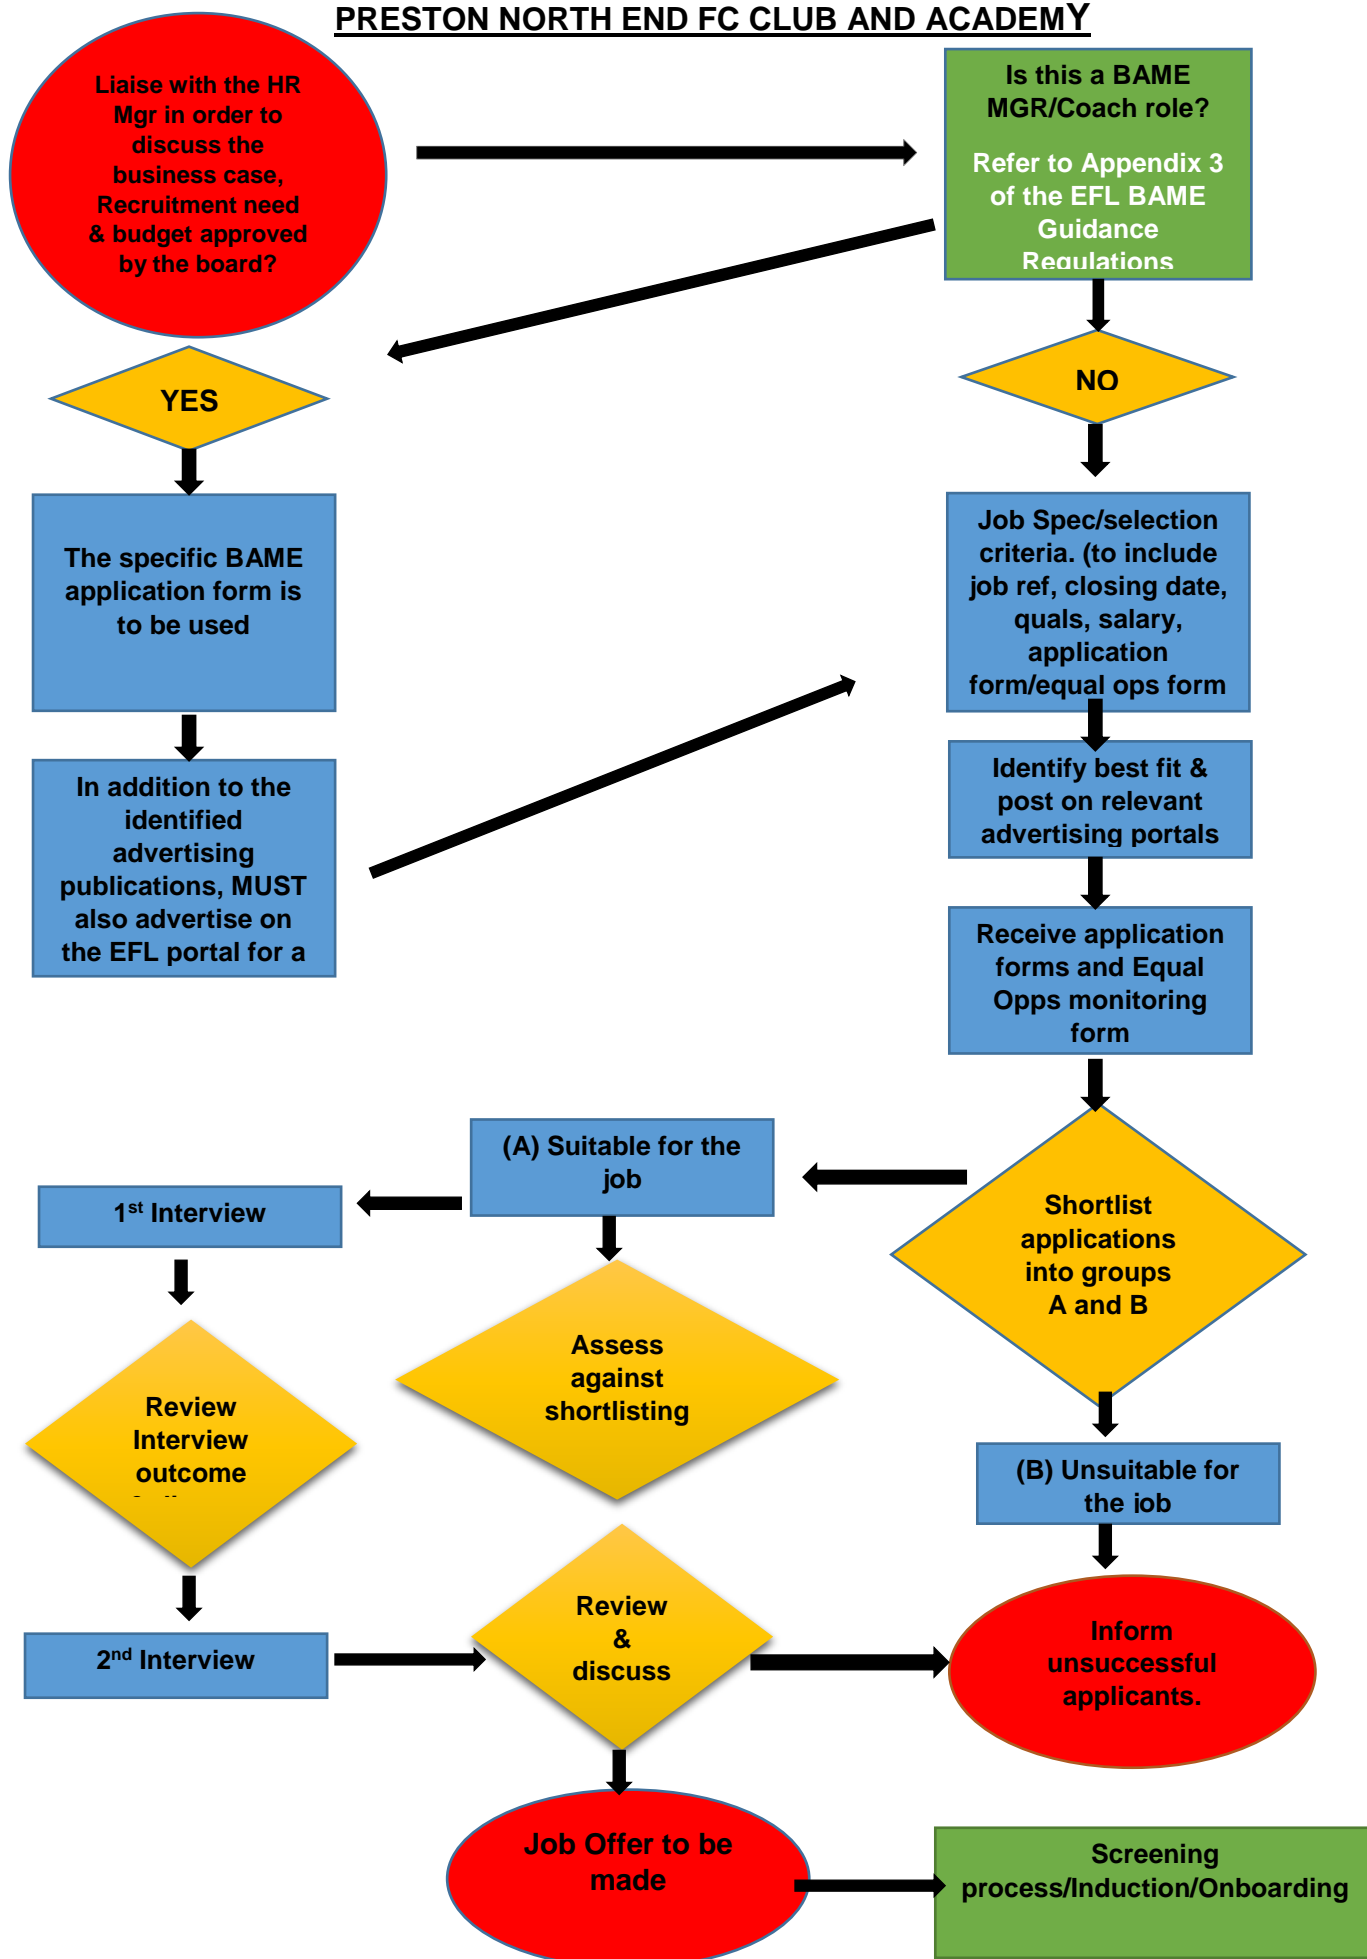 PRESTON NORTH END FC CLUB AND ACADEMY
Liaise with the HR
Mgr in order to
discuss the
business case,
Recruitment need
& budget approved
by the board?
Is this a BAME
MGR/Coach role?
Refer to Appendix 3
of the EFL BAME
Guidance
Regulations
YES
NO
The specific BAME
application form is
to be used
Job Spec/selection
criteria. (to include
job ref, closing date,
quals, salary,
application
form/equal ops form
In addition to the
identified
advertising
publications, MUST
also advertise on
the EFL portal for a
Identify best fit &
post on relevant
advertising portals
Receive application
forms and Equal
Opps monitoring
form
(A) Suitable for the
job
1st Interview
Shortlist
applications
into groups
A and B
Assess
against
shortlisting
Review
Interview
outcome
(B) Unsuitable for
the job
2nd Interview
Review
&
discuss
Inform
unsuccessful
applicants.
Job Offer to be
made
Screening
process/Induction/Onboarding